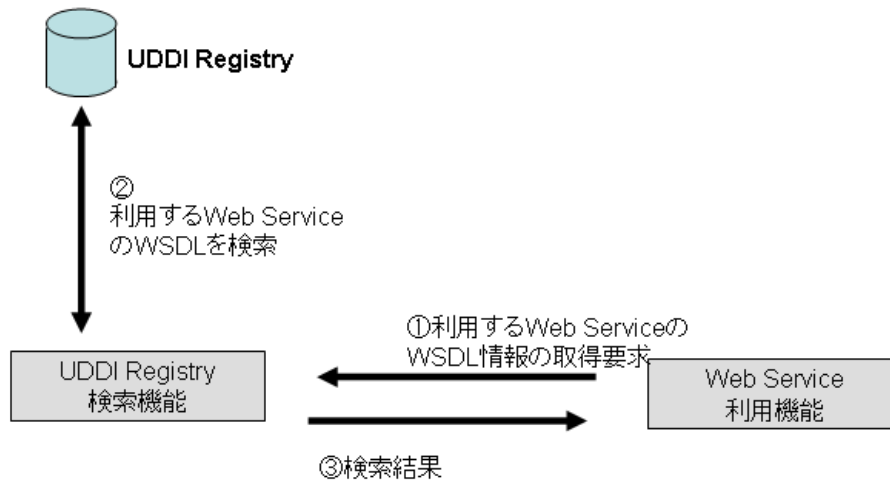 UDDI Registry
②
利用するWeb Service
のWSDLを検索
①利用するWeb Serviceの
WSDL情報の取得要求
UDDI Registry
検索機能
Web Service
利用機能
③検索結果